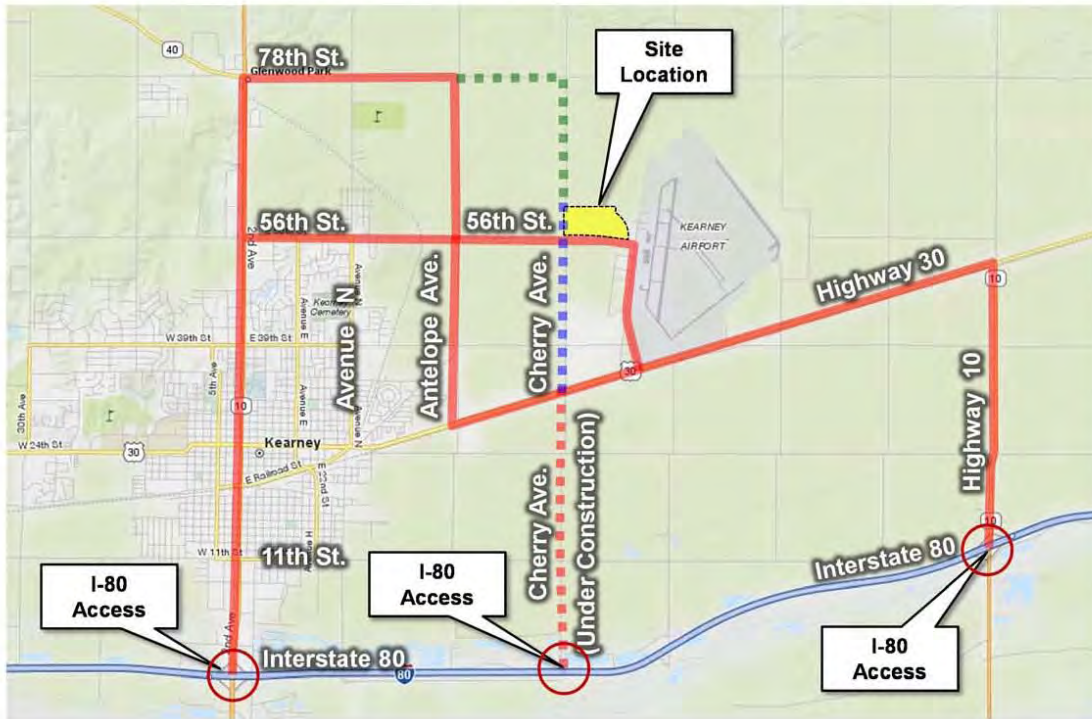 40
78th St.
Glenwood Park
Site
Location
56th St.
56th St.
2nd Ave
KEARNEY
AIRPORT
Avenue N
Avenue N
Avenue E
Kearney
Cemetery
Antelope Ave.
Cherry Ave.
Highway 30
10
W 39th St
E 39th St
30
5th Ave
30th Ave
10
Avenue E
Avenue N
W 24th St
30
Kearney
E Railroad St
E 22nd St
Cherry Ave.
(Under Construction)
Highway 10
10
W 11th St
11th St.
I-80
Access
I-80
Access
Interstate 80
I-80
Access
Interstate 80
80